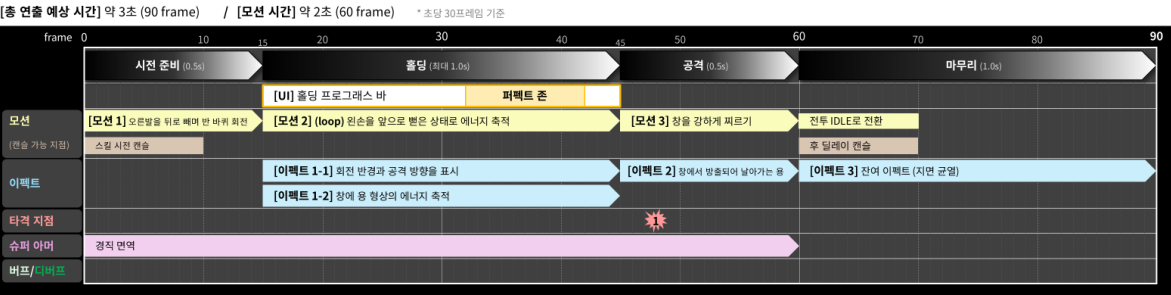 [총 연출 예상 시간] 약 3초 (90 frame) / [모션 시간] 약 2초 (60 frame) * 초당 30프레임 기준
frame 0 10 15 20 30 40 45 50 60 70 80 90
시전 준비 (0.5s) 홀딩 (최대 1.0s) 공격 (0.5s) 마무리 (1.0s)
[UI] 홀딩 프로그래스 바 퍼펙트 존
모션 [모션 1] 오른발을 뒤로 빼며 반 바퀴 회전 [모션 2] (loop) 왼손을 앞으로 뻗은 상태로 에너지 축적 [모션 3] 창을 강하게 찌르기 전투 IDLE로 전환
(캔슬 가능 지점) 스킬 시전 캔슬 후 딜레이 캔슬
이펙트 [이펙트 1-1] 회전 반경과 공격 방향을 표시 [이펙트 2] 창에서 방출되어 날아가는 용 [이펙트 3] 잔여 이펙트 (지면 균열)
[이펙트 1-2] 창에 용 형상의 에너지 축적
타격 지점 1
슈퍼 아머 경직 면역
버프/디버프